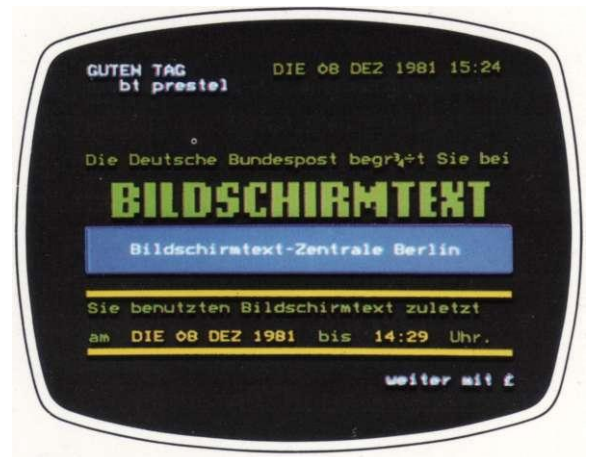 GUTEN TAG DIE 08 DEZ 1981 15:24
bt prestel
Die Deutsche Bundespost begr¾÷t Sie bei
BILDSCHIRMTEXT
Bildschirmtext-Zentrale Berlin
Sie benutzten Bildschirmtext zuletzt
am DIE 08 DEZ 1981 bis 14:29 Uhr.
weiter mit £